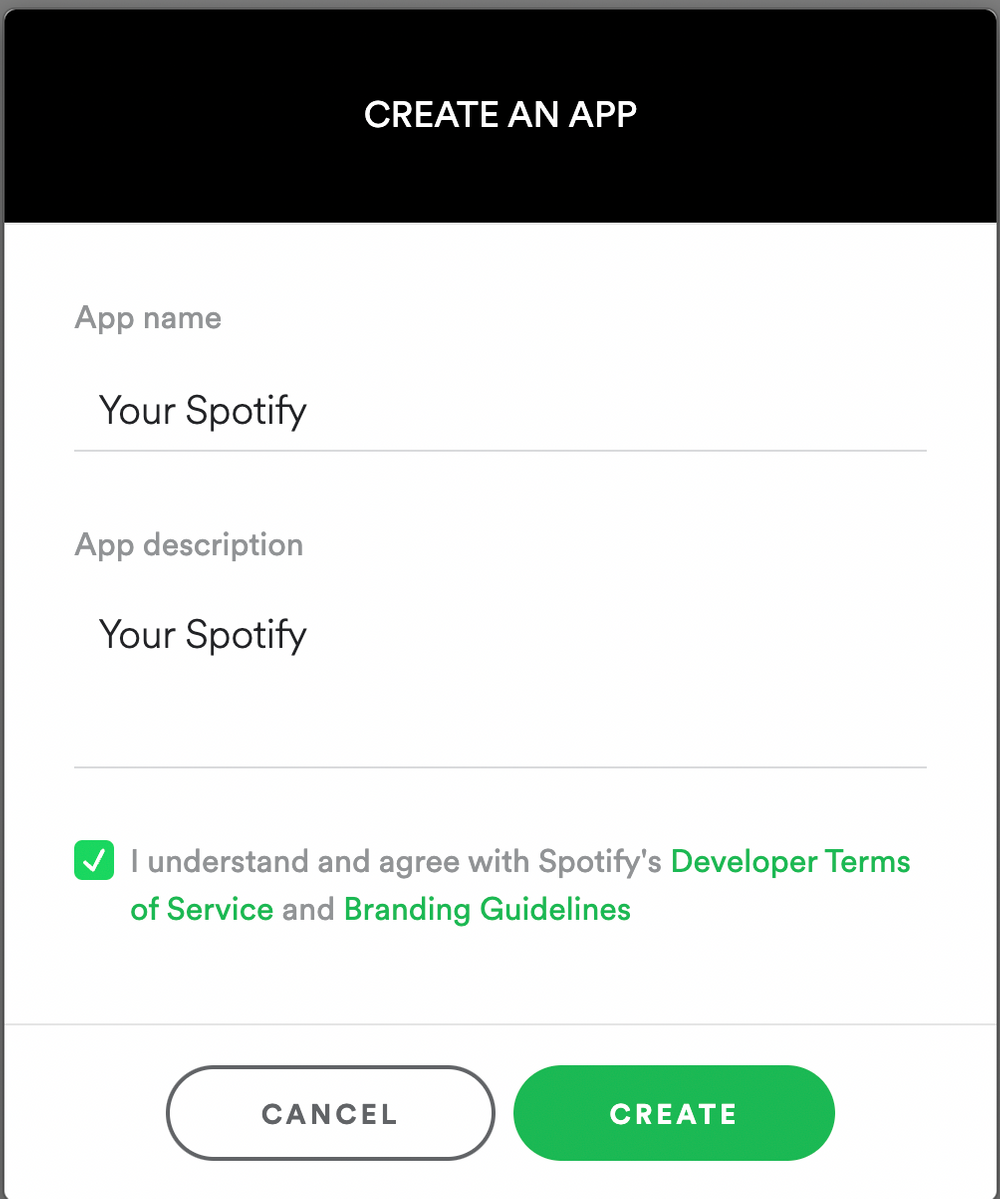 CREATE AN APP
App name
Your Spotify
App description
Your Spotify
I understand and agree with Spotify's Developer Terms
of Service and Branding Guidelines
CANCEL CREATE